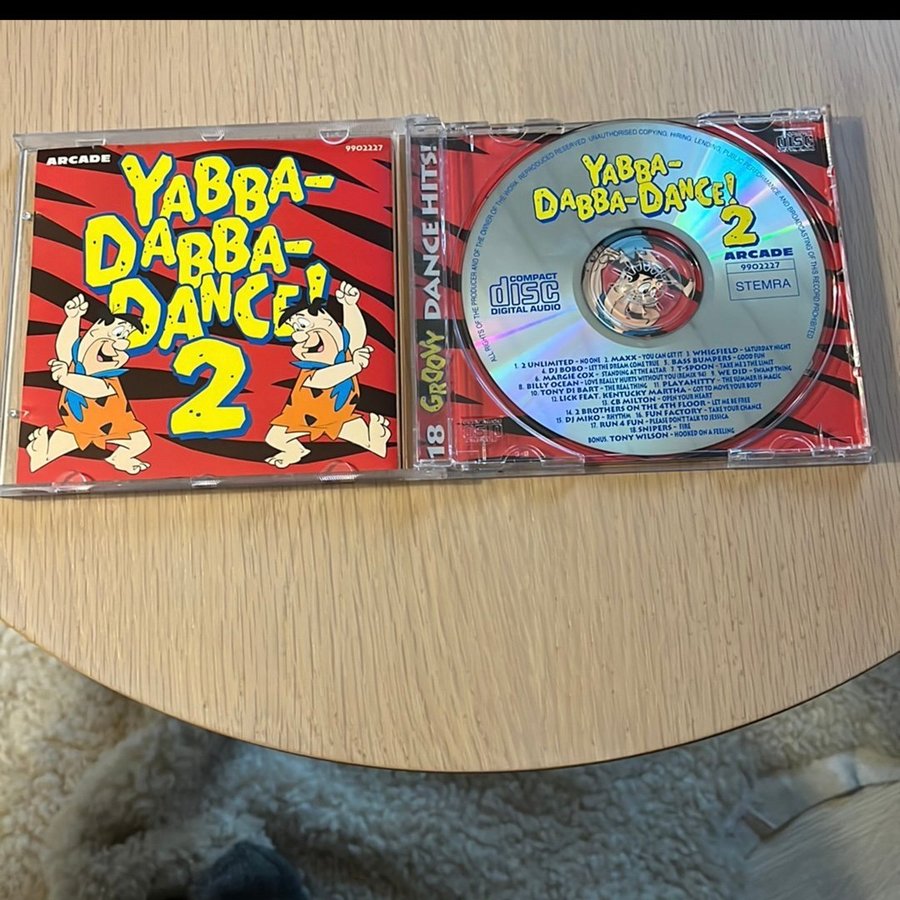 ARCADE
9902227
YABBA-
DABBA-
DANCE!
2
18 GROOVY DANCE HITS!
COMPACT
disc
DIGITAL AUDIO
ALL RIGHTS OF THE PRODUCER AND OF THE OWNER OF THIS WORK REPRODUCED RESERVED. UNAUTHORISED COPYING, HIRING, LENDING, PUBLIC PERFORMANCE AND BROADCASTING OF THIS RECORD PROHIBITED
YABBA-
DABBA-DANCE!
2
ARCADE
9902227
STEMRA
COMPACT
disc
DIGITAL AUDIO
1. 2 UNLIMITED - NO ONE 2. MAXX - YOU CAN GET IT 3. WHIGFIELD - SATURDAY NIGHT
4. DJ BOBO - LET THE DREAM COME TRUE 5. BASS BUMPERS - GOOD FUN
6. MARGIE COX - STANDING AT THE ALTAR 7. T-SPOON - TAKE ME 2 THE LIMIT
8. BILLY OCEAN - LOVE REALLY HURTS WITHOUT YOU (REMIX '94) 9. WE DID - SWAMP THING
10. TONY DI BART - THE REAL THING 11. PLAYAHITTY - THE SUMMER IS MAGIC
12. LICK FEAT. KENTUCKY MARTHA - GOT TO MOVE YOUR BODY
13. CB MILTON - OPEN YOUR HEART
14. 2 BROTHERS ON THE 4TH FLOOR - LET ME BE FREE
15. DJ MIKO - RHYTHM 16. FUN FACTORY - TAKE YOUR CHANCE
17. RUN 4 FUN - PLEASE DON'T TALK TO JESSICA
18. SNIPERS - FIRE
BONUS. TONY WILSON - HOOKED ON A FEELING